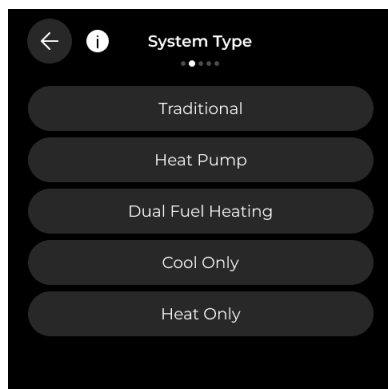 System Type
Traditional
Heat Pump
Dual Fuel Heating
Cool Only
Heat Only